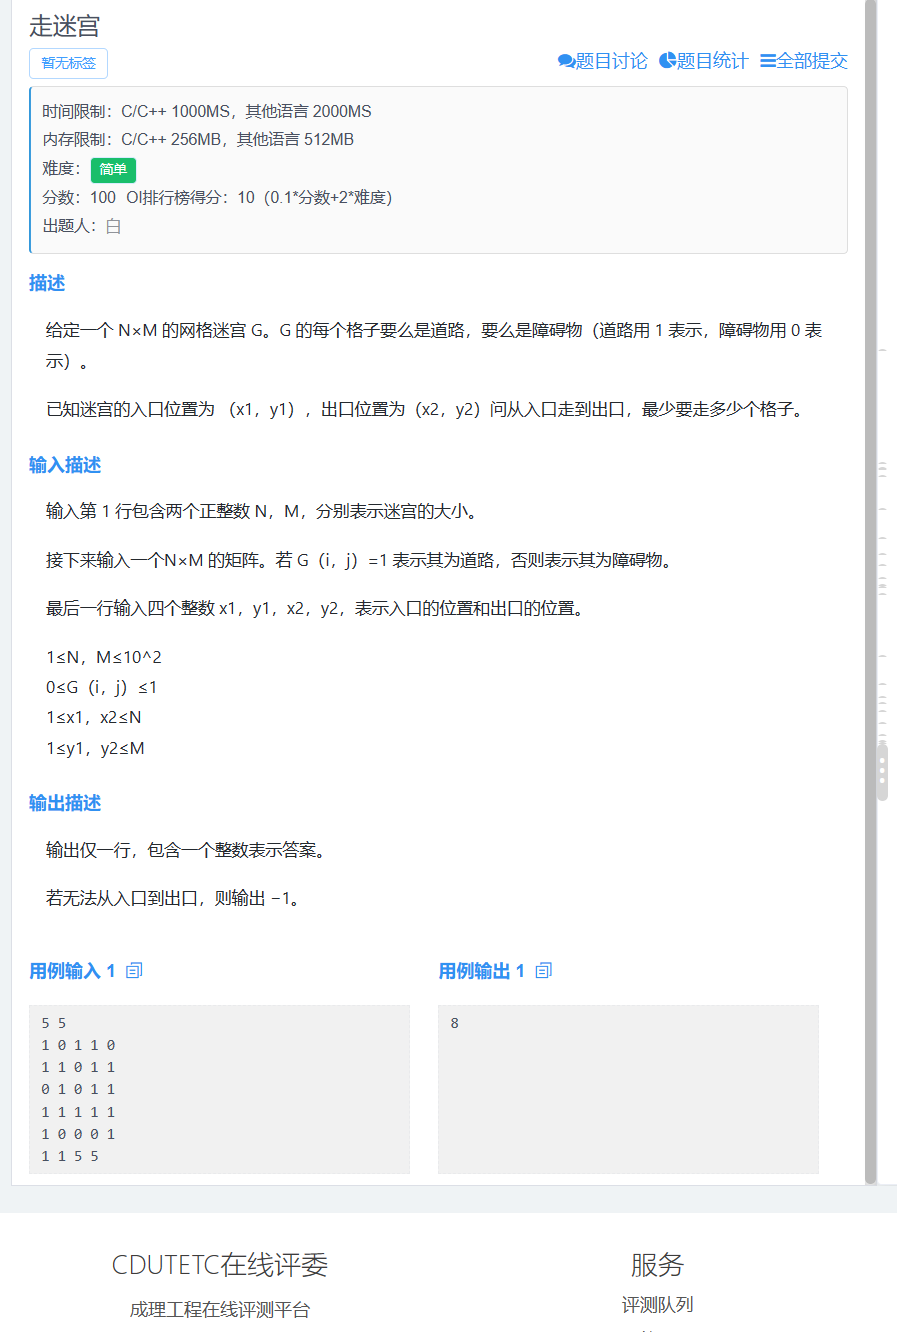 走迷宫
暂无标签
题目讨论 题目统计 全部提交
时间限制：C/C++ 1000MS，其他语言 2000MS
内存限制：C/C++ 256MB，其他语言 512MB
难度： 简单
分数：100 OI排行榜得分：10（0.1*分数+2*难度）
出题人：白
描述
给定一个 N×M 的网格迷宫 G。G 的每个格子要么是道路，要么是障碍物（道路用 1 表示，障碍物用 0 表
示）。
已知迷宫的入口位置为 （x1，y1），出口位置为（x2，y2）问从入口走到出口，最少要走多少个格子。
输入描述
输入第 1 行包含两个正整数 N，M，分别表示迷宫的大小。
接下来输入一个N×M 的矩阵。若 G（i，j）=1 表示其为道路，否则表示其为障碍物。
最后一行输入四个整数 x1，y1，x2，y2，表示入口的位置和出口的位置。
1≤N，M≤10^2
0≤G（i，j）≤1
1≤x1，x2≤N
1≤y1，y2≤M
输出描述
输出仅一行，包含一个整数表示答案。
若无法从入口到出口，则输出 −1。
用例输入 1
5 5
1 0 1 1 0
1 1 0 1 1
0 1 0 1 1
1 1 1 1 1
1 0 0 0 1
1 1 5 5
用例输出 1
8
CDUTETC在线评委
成理工程在线评测平台
服务
评测队列